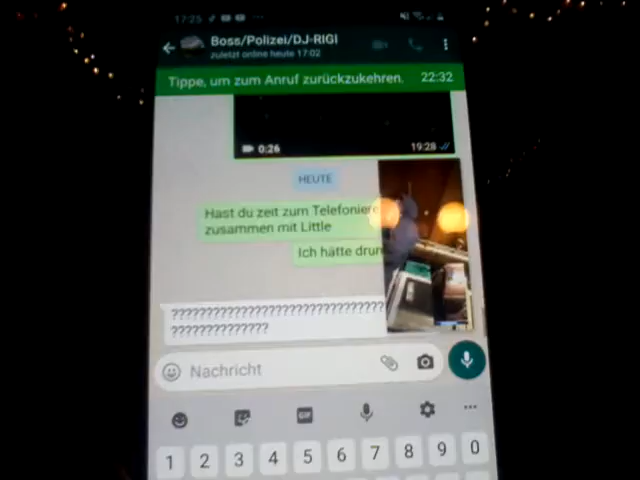 17:25
Boss/Polizei/DJ-RIGI
zuletzt online heute 17:02
Tippe, um zum Anruf zurückzukehren. 22:32
0:26 19:28
HEUTE
Hast du zeit zum Telefoniere
zusammen mit Little
Ich hätte drun
??????????????????????????????
??????????????
Nachricht
GIF
1 2 3 4 5 6 7 8 9 0